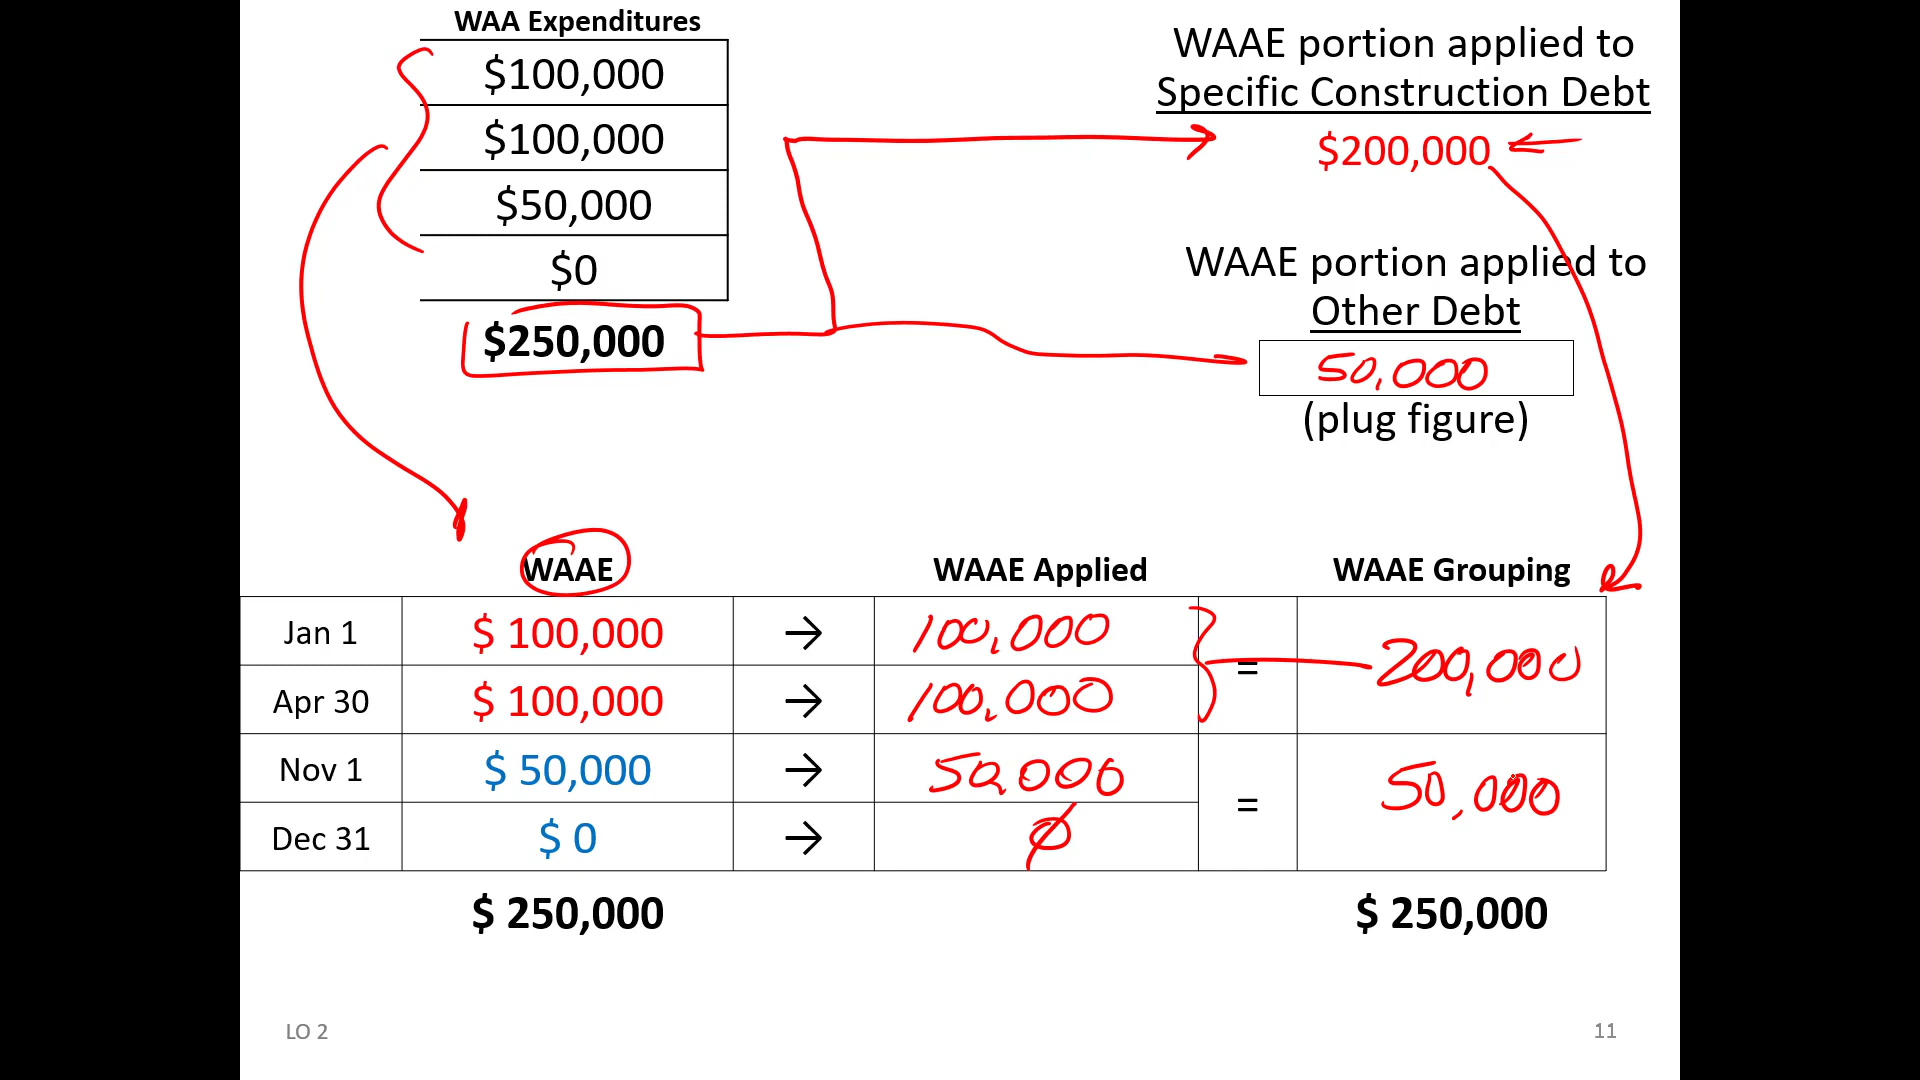 WAA Expenditures
$100,000
$100,000
$50,000
$0
$250,000
WAAE portion applied to
Specific Construction Debt
$200,000
WAAE portion applied to
Other Debt
50,000
(plug figure)
WAAE WAAE Applied WAAE Grouping
Jan 1 $ 100,000 → 100,000
= 200,000
Apr 30 $ 100,000 → 100,000
Nov 1 $ 50,000 → 50,000
= 50,000
Dec 31 $ 0 → 0
$ 250,000 $ 250,000
LO 2 11